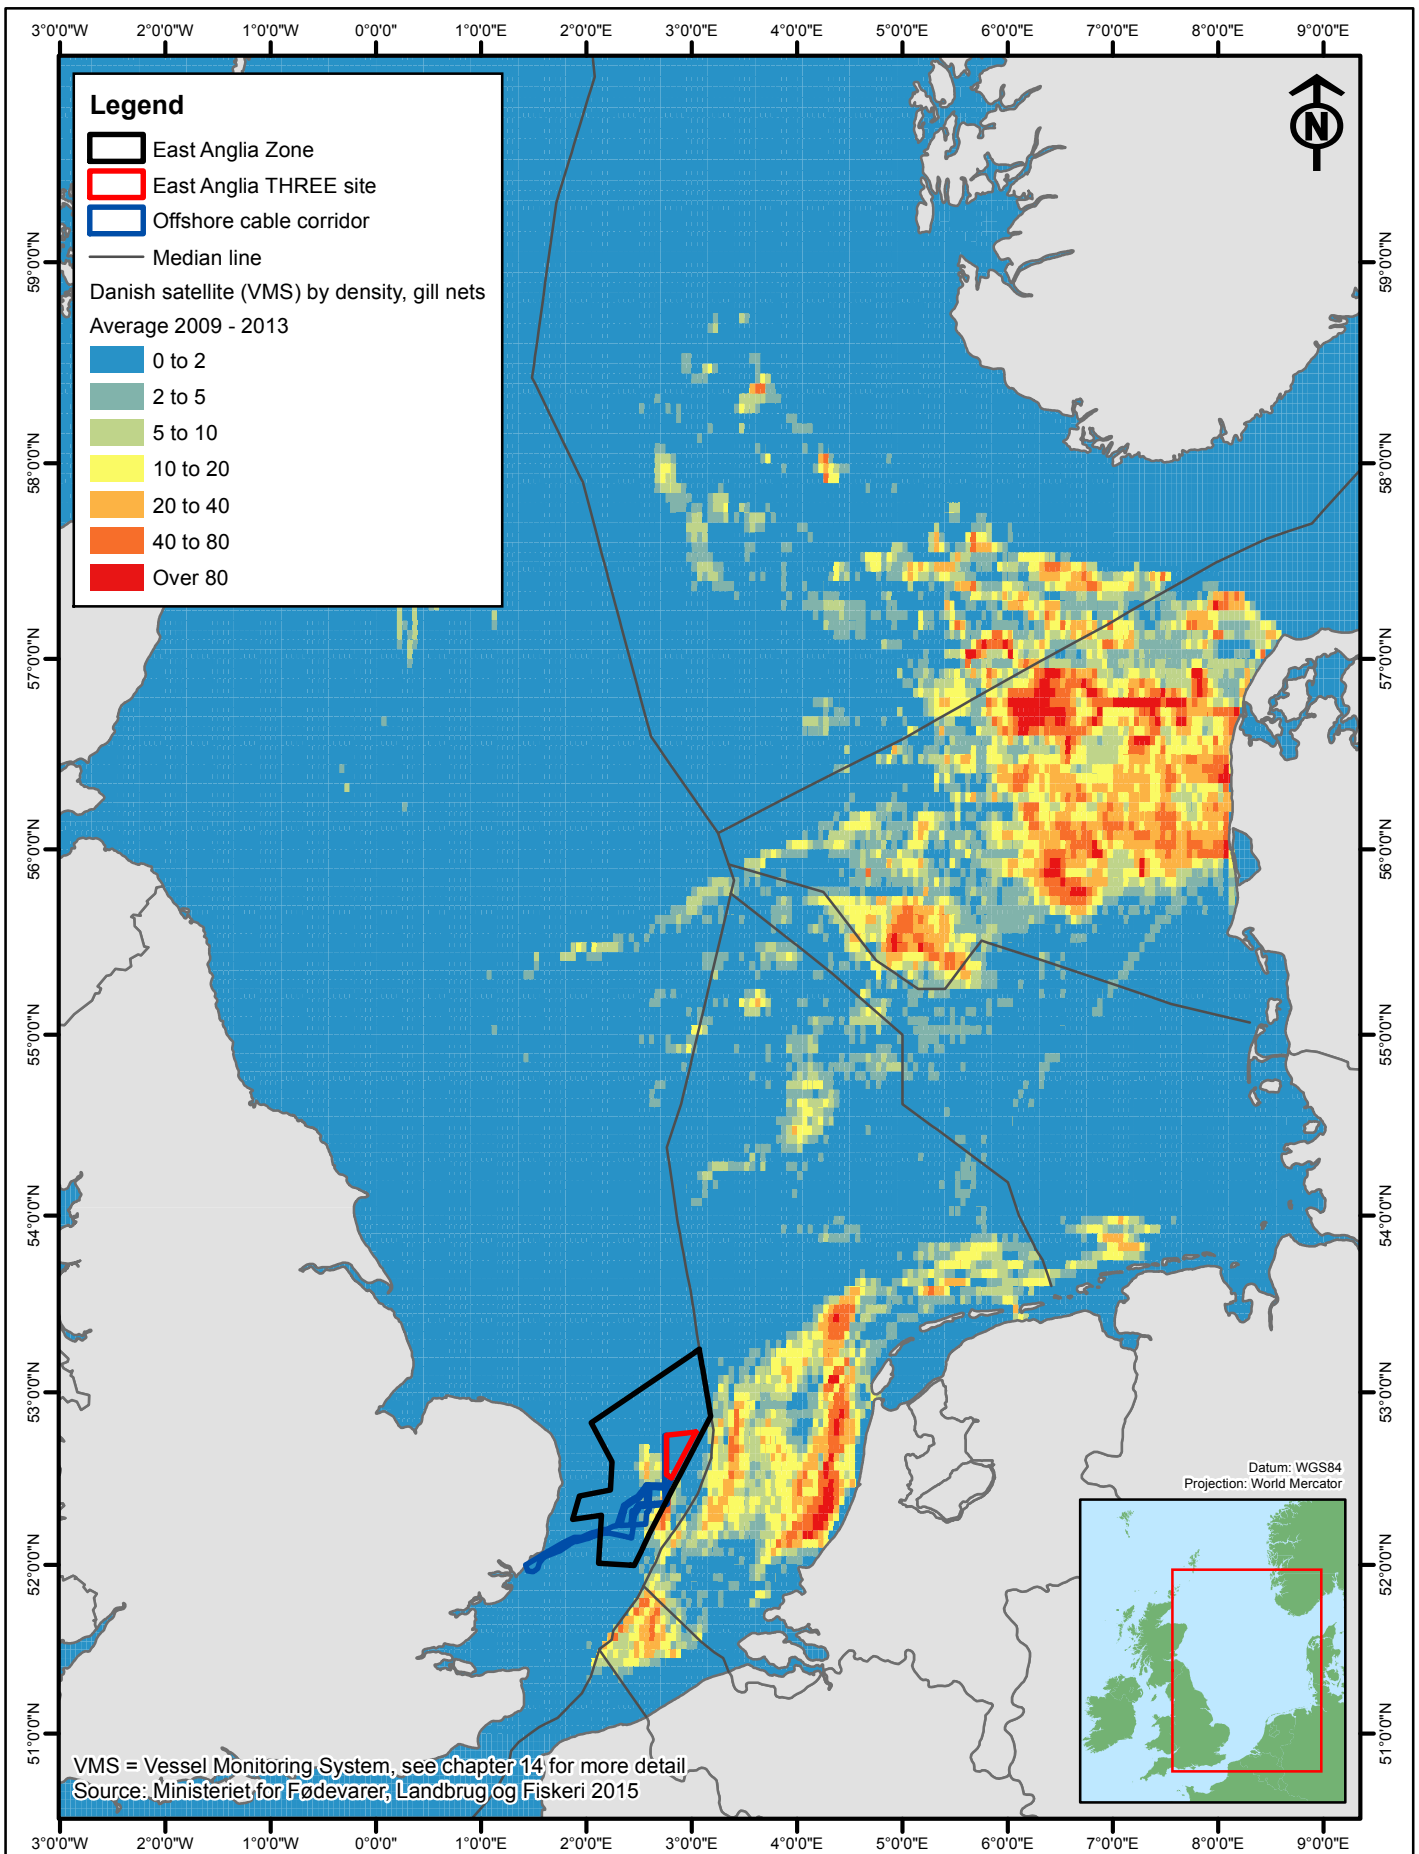 3°0'0"W 2°0'0"W 1°0'0"W 0°0'0" 1°0'0"E 2°0'0"E 3°0'0"E 4°0'0"E 5°0'0"E 6°0'0"E 7°0'0"E 8°0'0"E 9°0'0"E
Legend
East Anglia Zone
East Anglia THREE site
Offshore cable corridor
Median line
Danish satellite (VMS) by density, gill nets
Average 2009 - 2013
0 to 2
2 to 5
5 to 10
10 to 20
20 to 40
40 to 80
Over 80
N
59°0'0"N
58°0'0"N
57°0'0"N
56°0'0"N
55°0'0"N
54°0'0"N
53°0'0"N
52°0'0"N
51°0'0"N
59°0'0"N
58°0'0"N
57°0'0"N
56°0'0"N
55°0'0"N
54°0'0"N
53°0'0"N
52°0'0"N
51°0'0"N
Datum: WGS84
Projection: World Mercator
VMS = Vessel Monitoring System, see chapter 14 for more detail
Source: Ministeriet for Fødevarer, Landbrug og Fiskeri 2015
3°0'0"W 2°0'0"W 1°0'0"W 0°0'0" 1°0'0"E 2°0'0"E 3°0'0"E 4°0'0"E 5°0'0"E 6°0'0"E 7°0'0"E 8°0'0"E 9°0'0"E